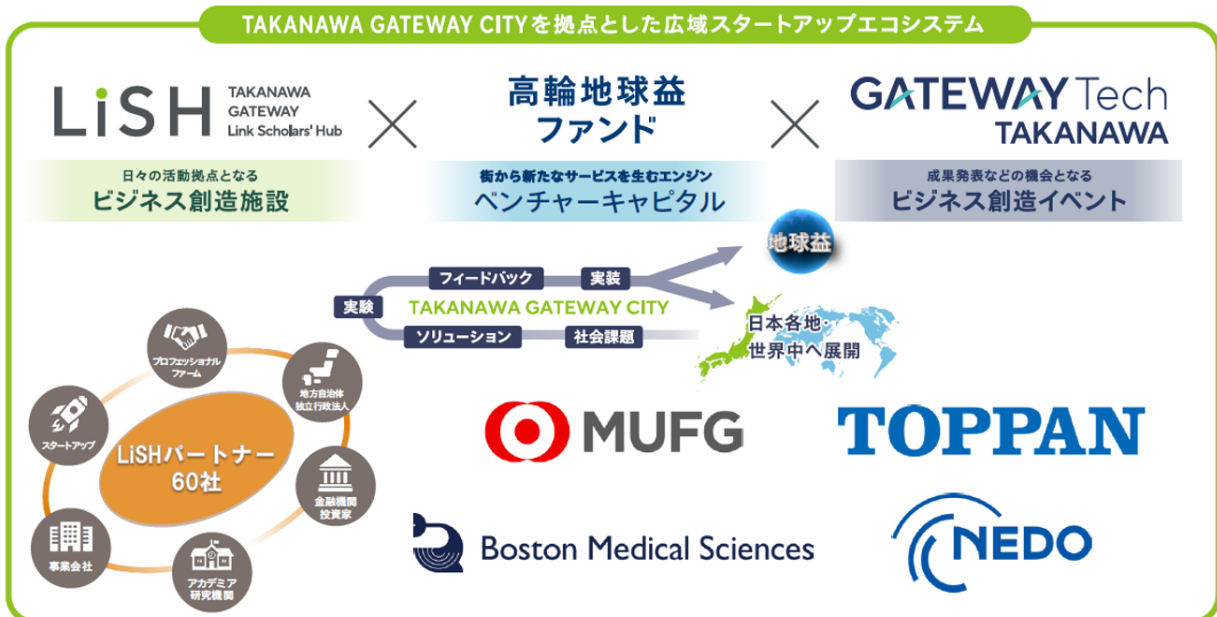 TAKANAWA GATEWAY CITYを拠点とした広域スタートアップエコシステム
LiSH
TAKANAWA
GATEWAY
Link Scholars' Hub
日々の活動拠点となる
ビジネス創造施設
高輪地球益
ファンド
街から新たなサービスを生むエンジン
ベンチャーキャピタル
GATEWAY Tech
TAKANAWA
成果発表などの機会となる
ビジネス創造イベント
地球益
フィードバック
実装
実験
TAKANAWA GATEWAY CITY
ソリューション
社会課題
日本各地・
世界中へ展開
プロフェッショナル
ファーム
地方自治体
独立行政法人
スタートアップ
LiSHパートナー
60社
金融機関
投資家
事業会社
アカデミア
研究機関
MUFG
TOPPAN
Boston Medical Sciences
NEDO